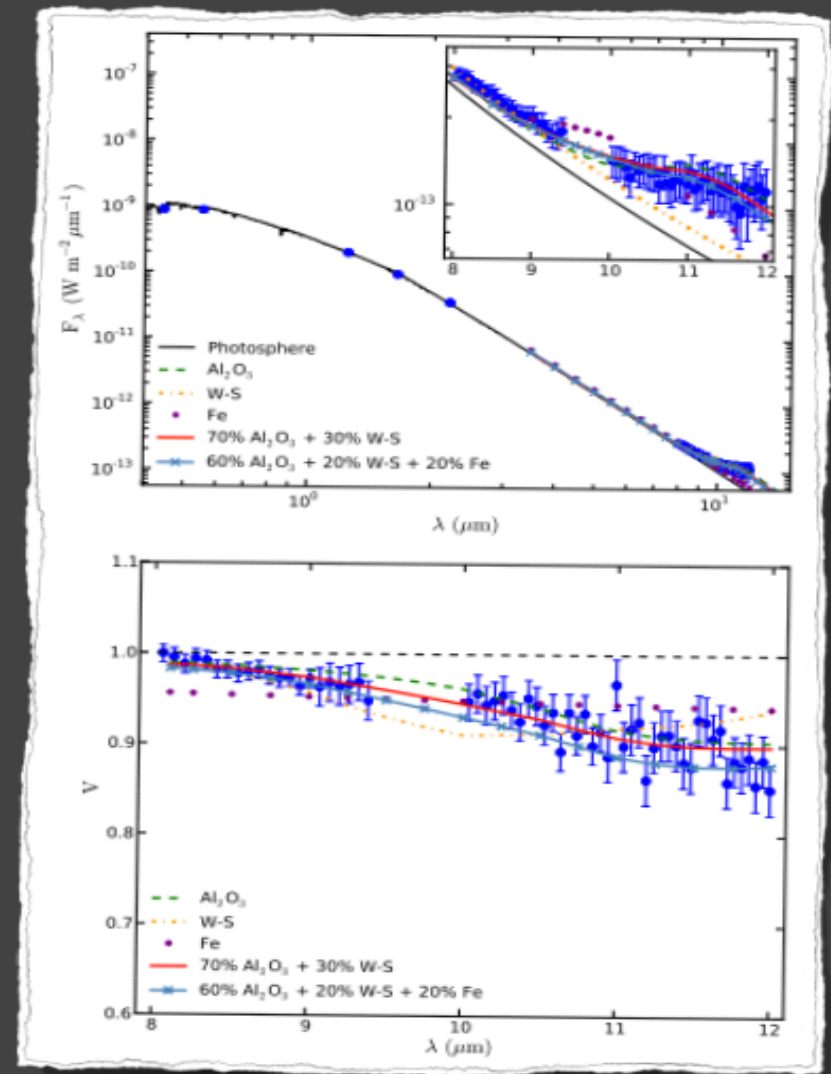 10⁻⁷
10⁻⁸
10⁻⁹
10⁻¹⁰
10⁻¹¹
10⁻¹²
10⁻¹³
F_λ (W m⁻² μm⁻¹)
10⁻¹³
8 9 10 11 12
Photosphere
Al₂O₃
W-S
Fe
70% Al₂O₃ + 30% W-S
60% Al₂O₃ + 20% W-S + 20% Fe
10⁰ 10¹
λ (μm)
1.1
1.0
0.9
0.8
0.7
0.6
V
Al₂O₃
W-S
Fe
70% Al₂O₃ + 30% W-S
60% Al₂O₃ + 20% W-S + 20% Fe
8 9 10 11 12
λ (μm)